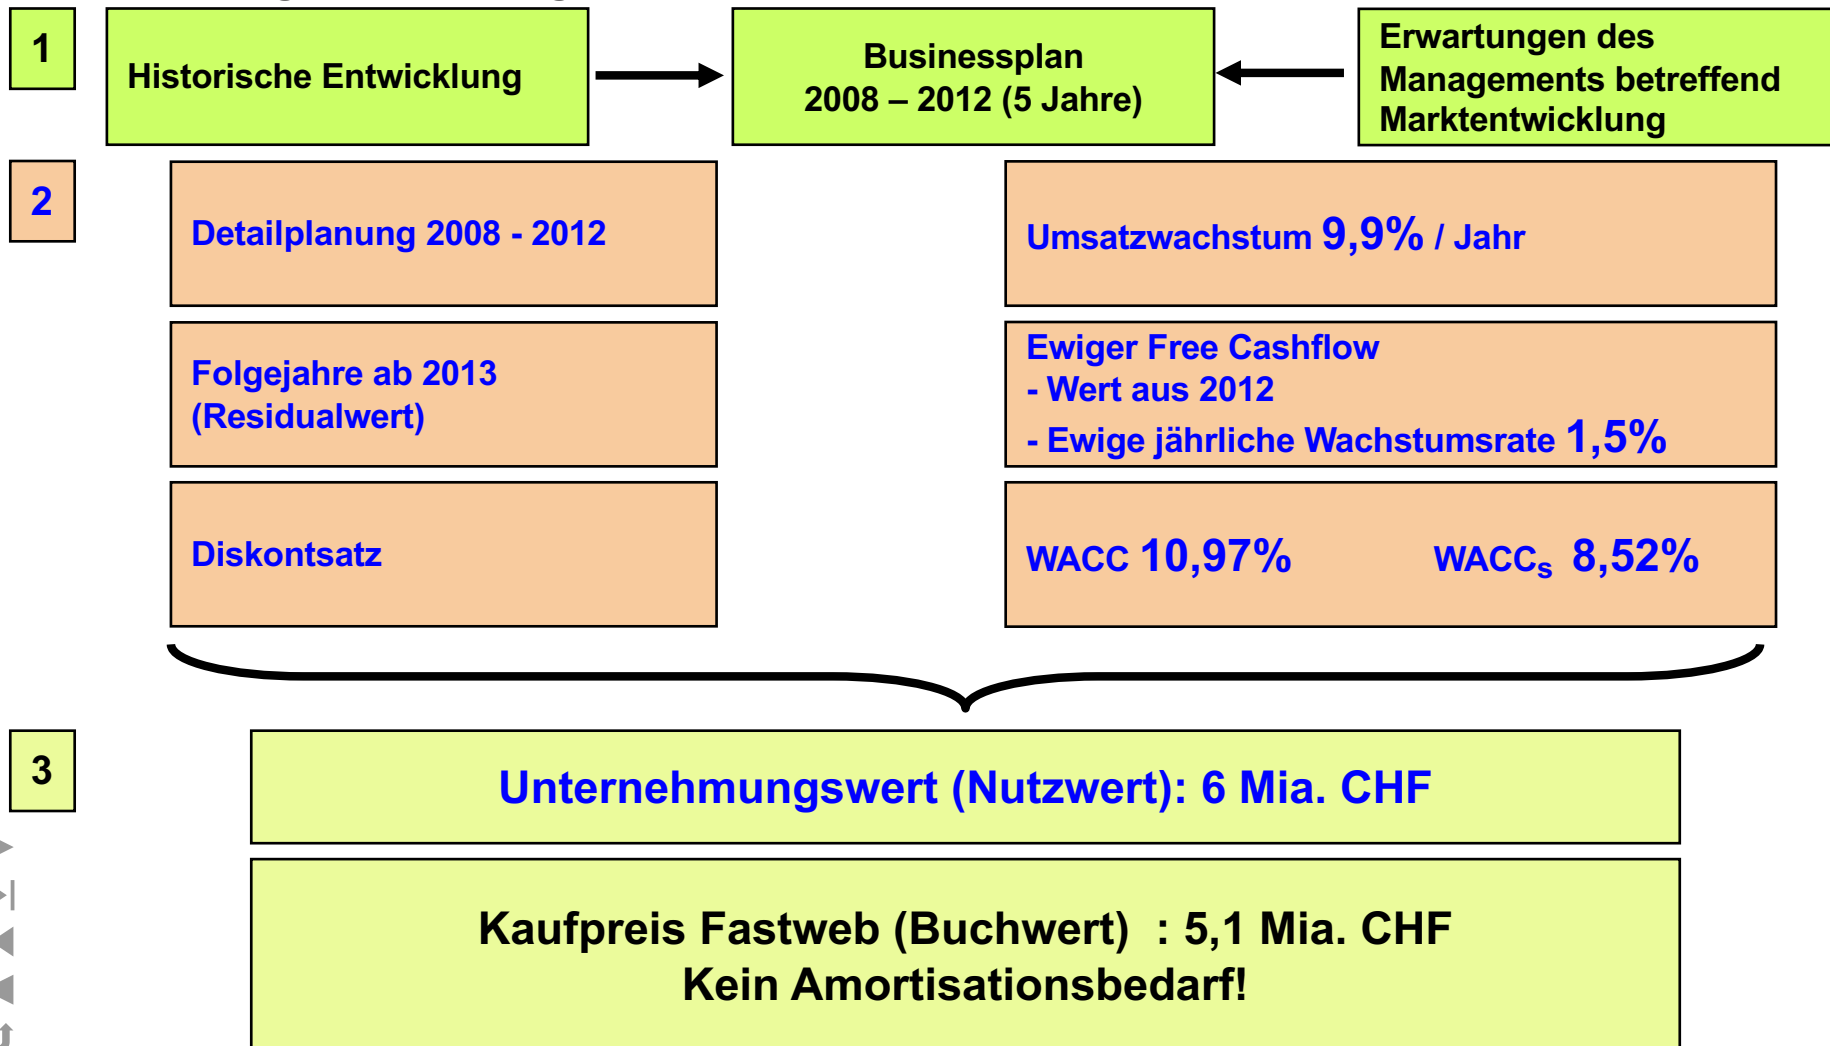 1
Historische Entwicklung
Businessplan
2008 – 2012 (5 Jahre)
Erwartungen des
Managements betreffend
Marktentwicklung
2
Detailplanung 2008 - 2012
Umsatzwachstum 9,9% / Jahr
Folgejahre ab 2013
(Residualwert)
Ewiger Free Cashflow
- Wert aus 2012
- Ewige jährliche Wachstumsrate 1,5%
Diskontsatz
WACC 10,97% WACCs 8,52%
3
Unternehmungswert (Nutzwert): 6 Mia. CHF
Kaufpreis Fastweb (Buchwert) : 5,1 Mia. CHF
Kein Amortisationsbedarf!